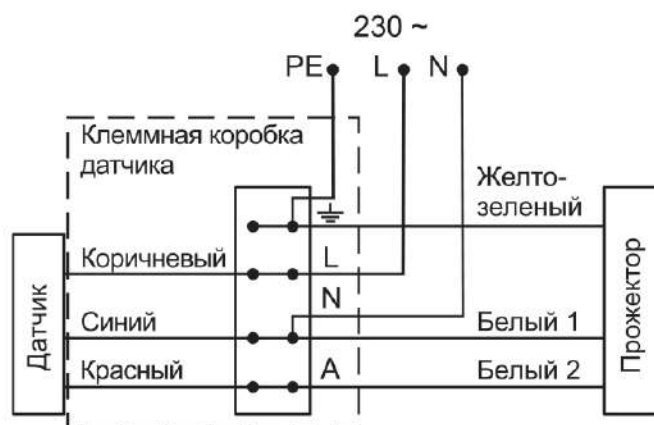 230 ~
PE L N
Клеммная коробка
датчика
Желто-
зеленый
Коричневый L
N
Синий Белый 1
Красный A Белый 2
Датчик
Прожектор